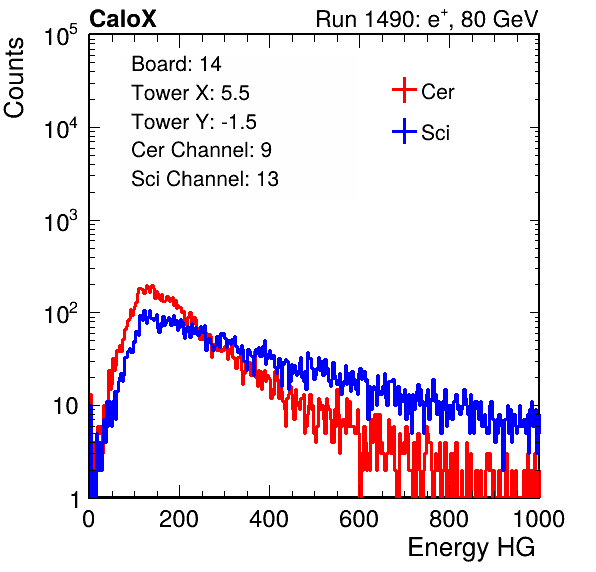 CaloX Run 1490: e⁺, 80 GeV
Counts
10⁵
10⁴
10³
10²
10
1
Board: 14
Tower X: 5.5
Tower Y: -1.5
Cer Channel: 9
Sci Channel: 13
Cer
Sci
0 200 400 600 800 1000
Energy HG